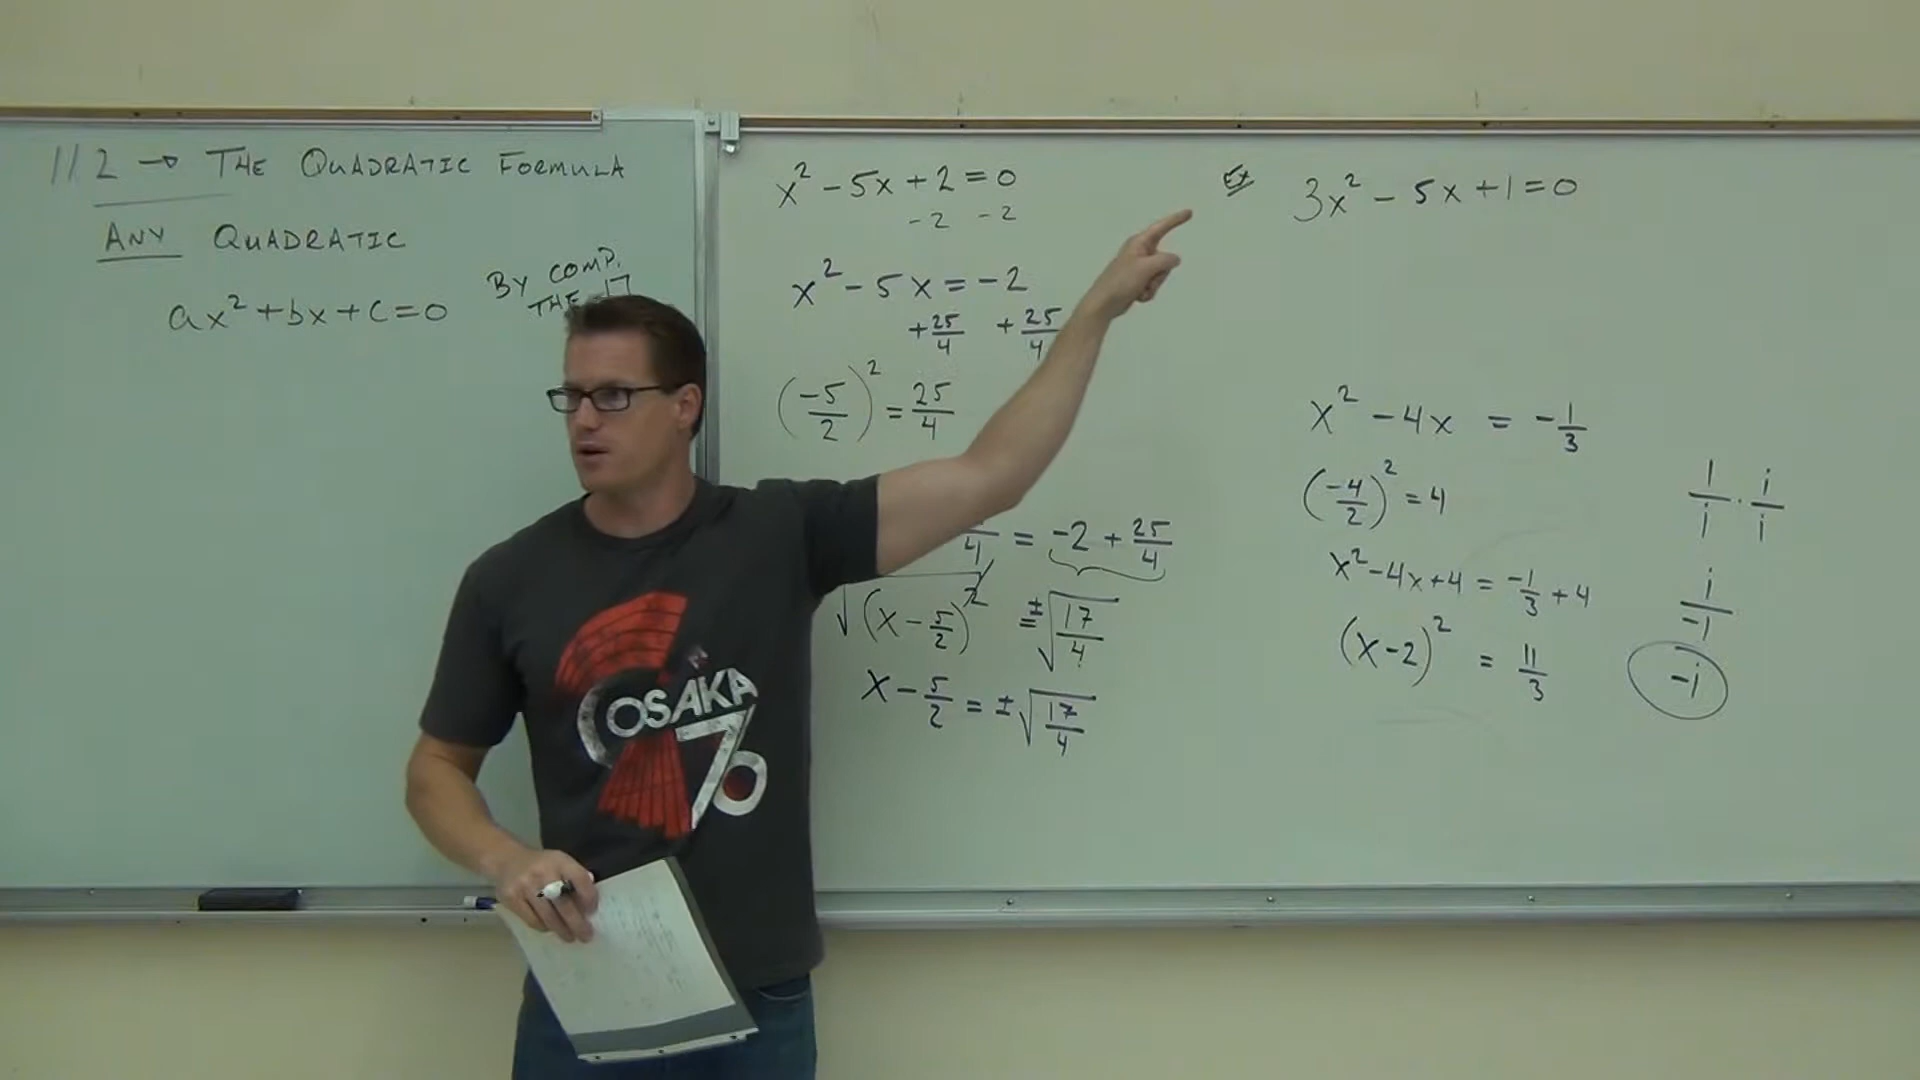 11.2 → THE QUADRATIC FORMULA
ANY QUADRATIC
ax² + bx + c = 0
BY COMP.
THE
x² - 5x + 2 = 0
-2 -2
x² - 5x = -2
+25/4 +25/4
(-5/2)² = 25/4
/4 = -2 + 25/4
√(x - 5/2)² = ±√17/4
x - 5/2 = ±√17/4
Ex 3x² - 5x + 1 = 0
x² - 4x = -1/3
(-4/2)² = 4
x² - 4x + 4 = -1/3 + 4
(x - 2)² = 11/3
1/i · i/i
i/-1
-i
OSAKA
70